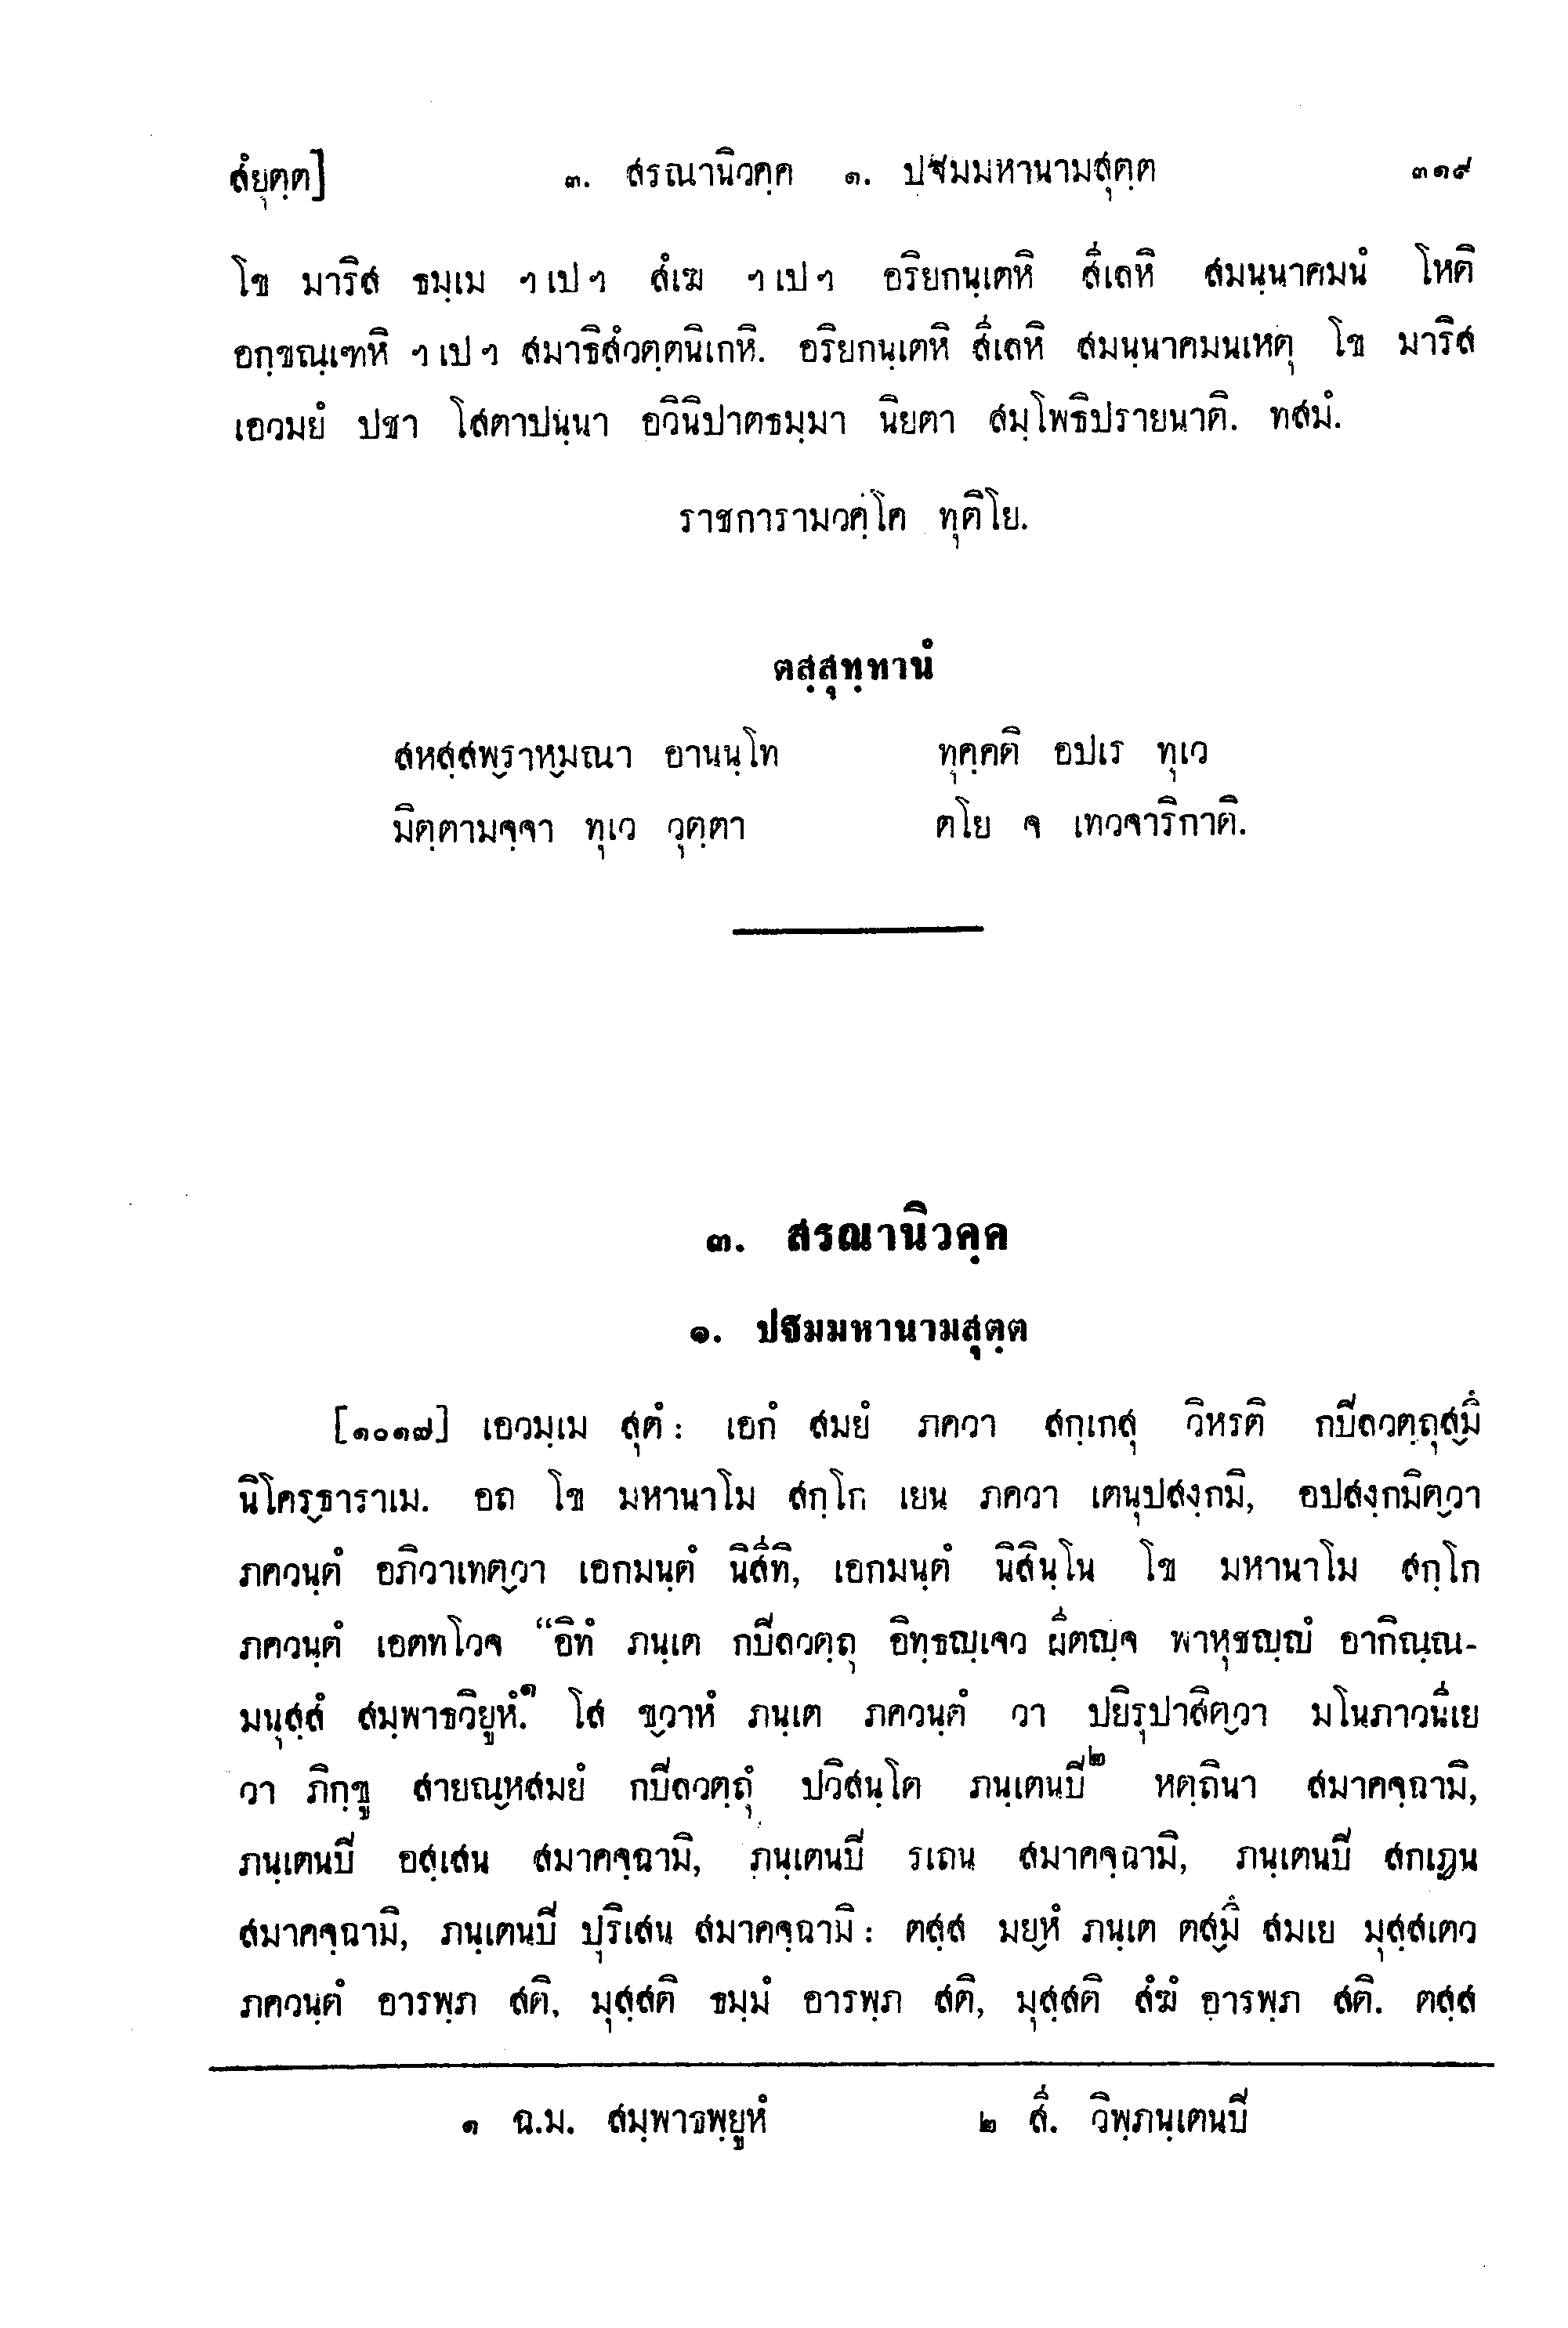 สํยุตฺต]	๓. สรณานิวคฺค ๑. ปฐมมหานามสุตฺต	๓๑๙
โข มาริส ธมฺเม ฯเปฯ สํเฆ ฯเปฯ อริยกนฺเตหิ สีเลหิ สมนฺนาคมนํ โหติ
อกฺขณฺเฑหิ ฯเปฯ สมาธิสํวตฺตนิเกหิ. อริยกนฺเตหิ สีเลหิ สมนฺนาคมนเหตุ โข มาริส
เอวมยํ ปชา โสตาปนฺนา อวินิปาตธมฺมา นิยตา สมฺโพธิปรายนาติ. ทสมํ.
ราชการามวคฺโค ทุติโย.
ตสฺสุทฺทานํ
สหสฺสพฺราหฺมณา อานนฺโท	ทุคฺคติ อปเร ทุเว
มิตฺตามจฺจา ทุเว วุตฺตา	ตโย จ เทวจาริกาติ.
๓. สรณานิวคฺค
๑. ปฐมมหานามสุตฺต
[๑๐๑๗] เอวมฺเม สุตํ: เอกํ สมยํ ภควา สกฺเกสุ วิหรติ กปิลวตฺถุสฺมึ
นิโคฺรธาราเม. อถ โข มหานาโม สกฺโก เยน ภควา เตนุปสงฺกมิ, อุปสงฺกมิตฺวา
ภควนฺตํ อภิวาเทตฺวา เอกมนฺตํ นิสีทิ, เอกมนฺตํ นิสินฺโน โข มหานาโม สกฺโก
ภควนฺตํ เอตทโวจ “อิทํ ภนฺเต กปิลวตฺถุ อิทฺธญฺเจว ผีตญฺจ พาหุชญฺญํ อากิณฺณ-
มนุสฺสํ สมฺพาธวิยูหํ.๑ โส ขฺวาหํ ภนฺเต ภควนฺตํ วา ปยิรุปาสิตฺวา มโนภาวนีเย
วา ภิกฺขู สายณฺหสมยํ กปิลวตฺถุํ ปวิสนฺโต ภนฺเตนปิ๒ หตฺถินา สมาคจฺฉามิ,
ภนฺเตนปิ อสฺเสน สมาคจฺฉามิ, ภนฺเตนปิ รเถน สมาคจฺฉามิ, ภนฺเตนปิ สกเฏน
สมาคจฺฉามิ, ภนฺเตนปิ ปุริเสน สมาคจฺฉามิ: ตสฺส มยฺหํ ภนฺเต ตสฺมึ สมเย มุสฺสเตว
ภควนฺตํ อารพฺภ สติ, มุสฺสติ ธมฺมํ อารพฺภ สติ, มุสฺสติ สํฆํ อารพฺภ สติ. ตสฺส
๑ ฉ.ม. สมฺพาธพฺยูหํ	๒ สี. วิพฺภนฺเตนปิ